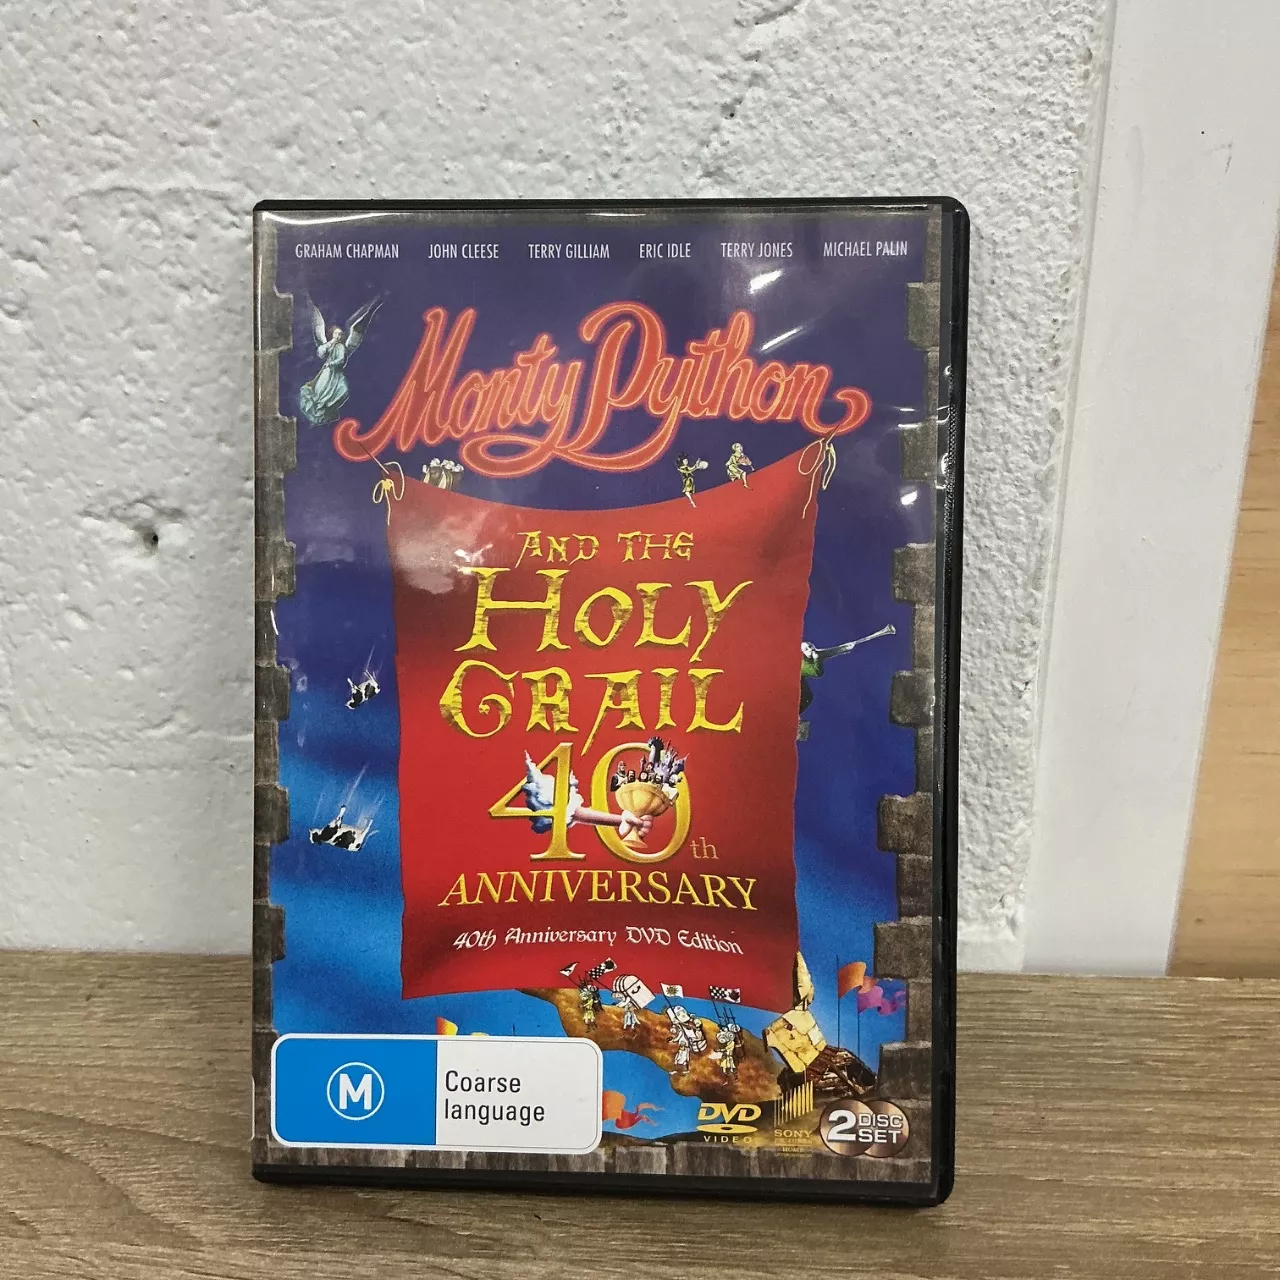 GRAHAM CHAPMAN JOHN CLEESE TERRY GILLIAM ERIC IDLE TERRY JONES MICHAEL PALIN
Monty Python
AND THE
HOLY
GRAIL
40th
ANNIVERSARY
40th Anniversary DVD Edition
M
Coarse
language
DVD
VIDEO
SONY
2 DISC
SET